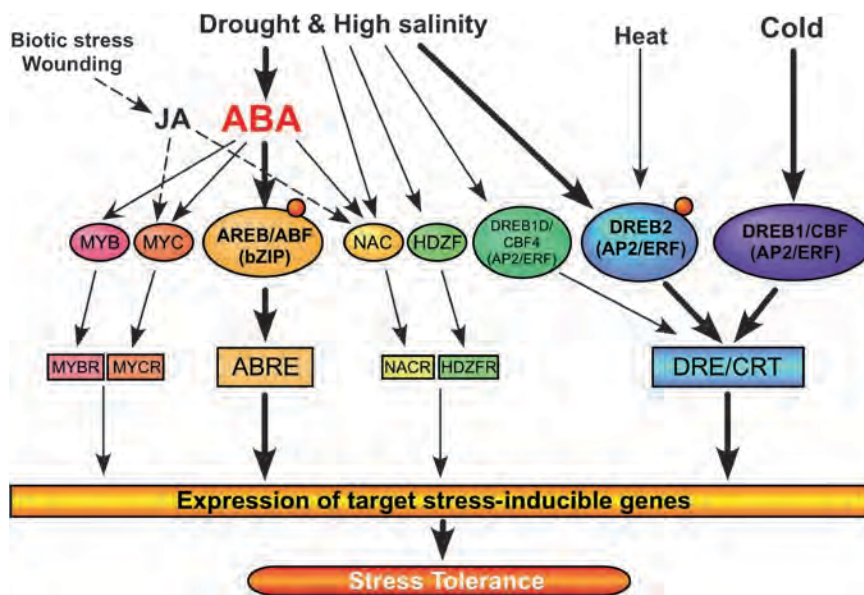 Drought & High salinity
Biotic stress
Wounding
Heat
Cold
JA
ABA
MYB
MYC
AREB/ABF
(bZIP)
NAC
HDZF
DREB1D/
CBF4
(AP2/ERF)
DREB2
(AP2/ERF)
DREB1/CBF
(AP2/ERF)
MYBR
MYCR
ABRE
NACR
HDZFR
DRE/CRT
Expression of target stress-inducible genes
Stress Tolerance